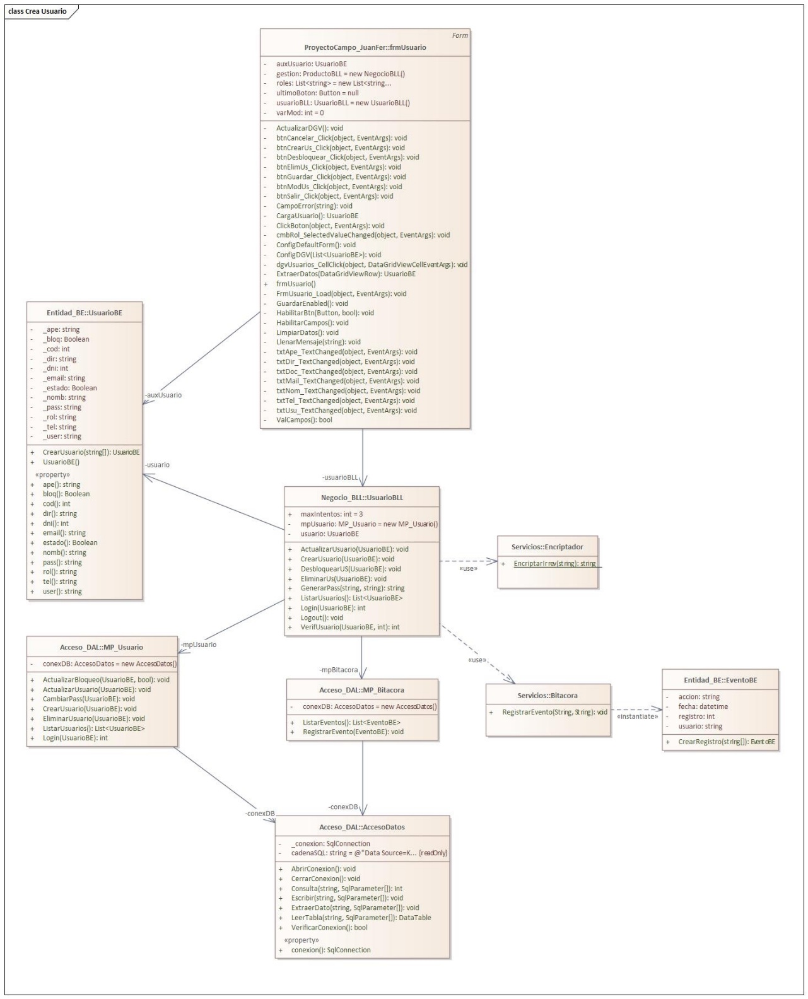 class Crea Usuario
Form
ProyectoCampo_JuanFer::frmUsuario
- auxUsuario: UsuarioBE
- gestion: ProductoBLL = new NegocioBLL()
- roles: List<string> = new List<string...
- ultimoBoton: Button = null
- usuarioBLL: UsuarioBLL = new UsuarioBLL()
- varMod: int = 0
- ActualizarDGV(): void
- btnCancelar_Click(object, EventArgs): void
- btnCrearUs_Click(object, EventArgs): void
- btnDesbloquear_Click(object, EventArgs): void
- btnElimUs_Click(object, EventArgs): void
- btnGuardar_Click(object, EventArgs): void
- btnModUs_Click(object, EventArgs): void
- btnSalir_Click(object, EventArgs): void
- CampoError(string): void
- CargaUsuario(): UsuarioBE
- ClickBoton(object, EventArgs): void
- cmbRol_SelectedValueChanged(object, EventArgs): void
- ConfigDefaultForm(): void
- ConfigDGV(List<UsuarioBE>): void
- dgvUsuarios_CellClick(object, DataGridViewCellEventArgs): void
- ExtraerDatos(DataGridViewRow): UsuarioBE
+ frmUsuario()
- FrmUsuario_Load(object, EventArgs): void
- GuardarEnabled(): void
- HabilitarBtn(Button, bool): void
- HabilitarCampos(): void
- LimpiarDatos(): void
- LlenarMensaje(string): void
- txtApe_TextChanged(object, EventArgs): void
- txtDir_TextChanged(object, EventArgs): void
- txtDoc_TextChanged(object, EventArgs): void
- txtMail_TextChanged(object, EventArgs): void
- txtNom_TextChanged(object, EventArgs): void
- txtTel_TextChanged(object, EventArgs): void
- txtUsu_TextChanged(object, EventArgs): void
- ValCampos(): bool
Entidad_BE::UsuarioBE
- _ape: string
- _bloq: Boolean
- _cod: int
- _dir: string
- _dni: int
- _email: string
- _estado: Boolean
- _nomb: string
- _pass: string
- _rol: string
- _tel: string
- _user: string
+ CrearUsuario(string[]): UsuarioBE
+ UsuarioBE()
«property»
+ ape(): string
+ bloq(): Boolean
+ cod(): int
+ dir(): string
+ dni(): int
+ email(): string
+ estado(): Boolean
+ nomb(): string
+ pass(): string
+ rol(): string
+ tel(): string
+ user(): string
-auxUsuario
-usuario
-usuarioBLL
Negocio_BLL::UsuarioBLL
+ maxIntentos: int = 3
- mpUsuario: MP_Usuario = new MP_Usuario()
- usuario: UsuarioBE
+ ActualizarUsuario(UsuarioBE): void
+ CrearUsuario(UsuarioBE): void
+ DesbloquearUS(UsuarioBE): void
+ EliminarUs(UsuarioBE): void
+ GenerarPass(string, string): string
+ ListarUsuarios(): List<UsuarioBE>
+ Login(UsuarioBE): int
+ Logout(): void
+ VerifUsuario(UsuarioBE, int): int
«use»
Servicios::Encriptador
+ EncriptarIrrev(string): string
-mpUsuario
-mpBitacora
«use»
Acceso_DAL::MP_Usuario
- conexDB: AccesoDatos = new AccesoDatos()
+ ActualizarBloqueo(UsuarioBE, bool): void
+ ActualizarUsuario(UsuarioBE): void
+ CambiarPass(UsuarioBE): void
+ CrearUsuario(UsuarioBE): void
+ EliminarUsuario(UsuarioBE): void
+ ListarUsuarios(): List<UsuarioBE>
+ Login(UsuarioBE): int
Acceso_DAL::MP_Bitacora
- conexDB: AccesoDatos = new AccesoDatos()
+ ListarEventos(): List<EventoBE>
+ RegistrarEvento(EventoBE): void
Servicios::Bitacora
+ RegistrarEvento(String, String): void
«instantiate»
Entidad_BE::EventoBE
- accion: string
- fecha: datetime
- registro: int
- usuario: string
+ CrearRegistro(string[]): EventoBE
-conexDB
-conexDB
Acceso_DAL::AccesoDatos
- _conexion: SqlConnection
- cadenaSQL: string = @"Data Source=K... {readOnly}
+ AbrirConexion(): void
+ CerrarConexion(): void
+ Consulta(string, SqlParameter[]): int
+ Escribir(string, SqlParameter[]): void
+ ExtraerDato(string, SqlParameter[]): void
+ LeerTabla(string, SqlParameter[]): DataTable
+ VerificarConexion(): bool
«property»
+ conexion(): SqlConnection